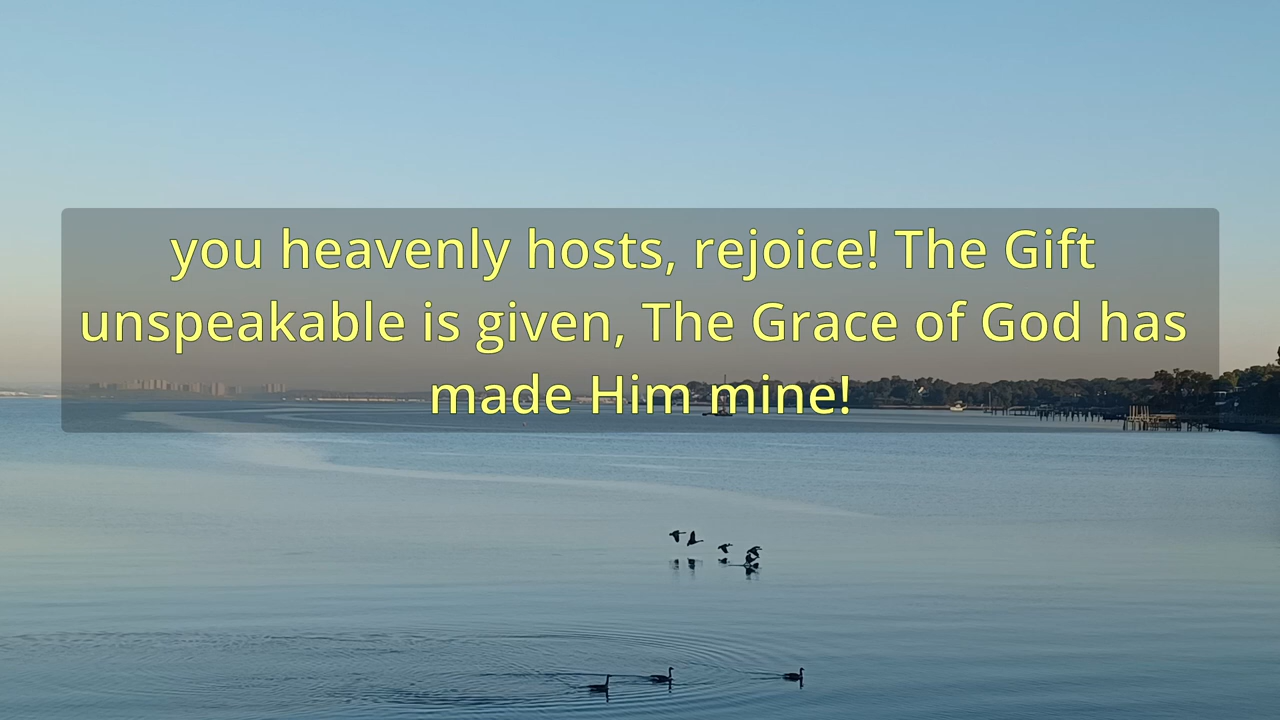 you heavenly hosts, rejoice! The Gift
unspeakable is given, The Grace of God has
made Him mine!